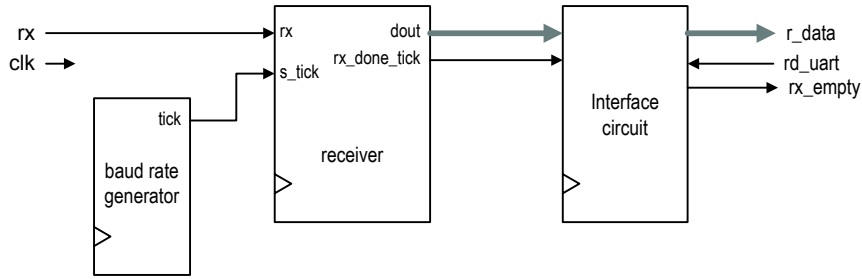 rx
clk
rx
s_tick
dout
rx_done_tick
receiver
tick
baud rate
generator
Interface
circuit
r_data
rd_uart
rx_empty